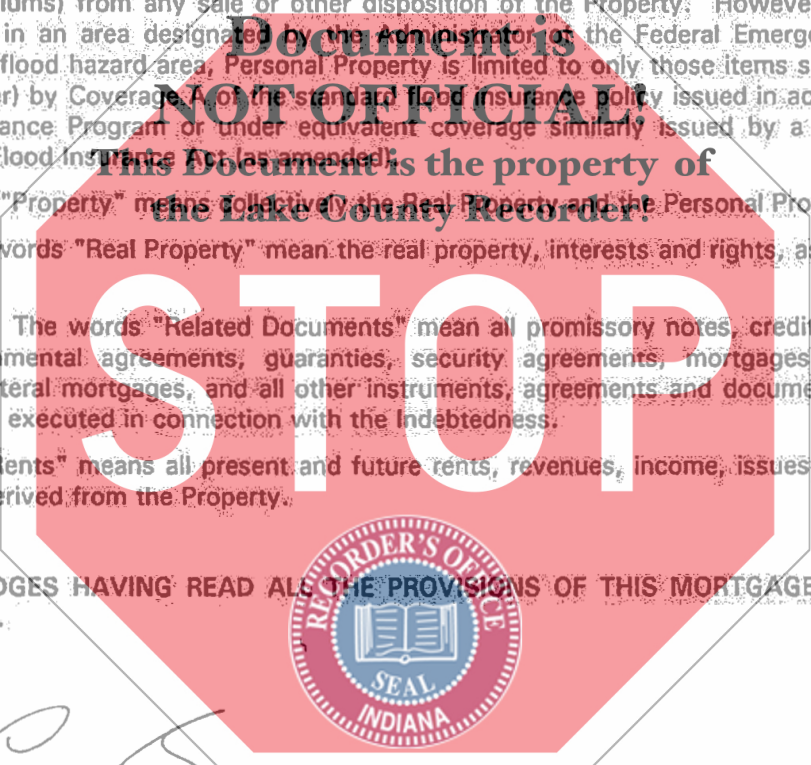 iums) from any sale or other disposition of the Property. However
Document is
in an area designated by the Administrator of the Federal Emerge
flood hazard area, Personal Property is limited to only those items s
NOT OFFICIAL!
r) by Coverage A of the standard flood insurance policy issued in ac
ance Program or under equivalent coverage similarly issued by a
This Document is the property of
lood Insurance Act (as amended).
the Lake County Recorder!
"Property" means collectively the Real Property and the Personal Pro
words "Real Property" mean the real property, interests and rights, as
STOP
The words "Related Documents" mean all promissory notes, credit
mental agreements, guaranties, security agreements, mortgages
teral mortgages, and all other instruments, agreements and docume
executed in connection with the Indebtedness.
Rents" means all present and future rents, revenues, income, issues
erived from the Property.
RECORDER'S OFFICE
DGES HAVING READ ALL THE PROVISIONS OF THIS MORTGAGE
SEAL
INDIANA